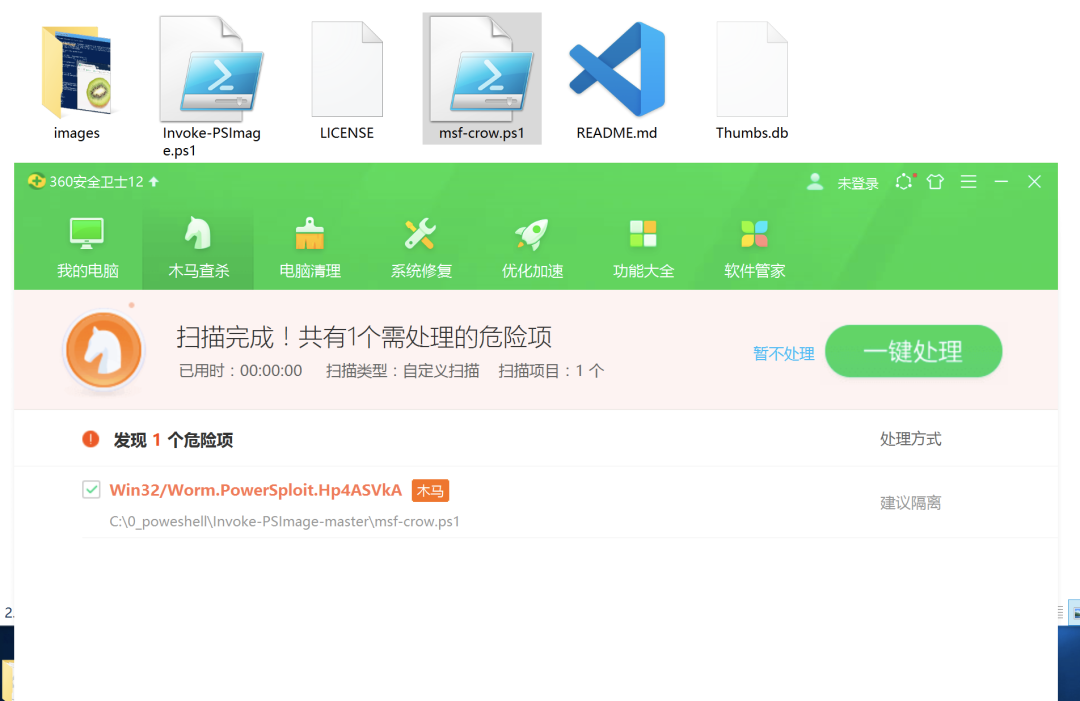 images
Invoke-PSImag
e.ps1
LICENSE
msf-crow.ps1
README.md
Thumbs.db
360安全卫士12
未登录
我的电脑
木马查杀
电脑清理
系统修复
优化加速
功能大全
软件管家
扫描完成！共有1个需处理的危险项
已用时：00:00:00 扫描类型：自定义扫描 扫描项目：1 个
暂不处理
一键处理
发现 1 个危险项
处理方式
Win32/Worm.PowerSploit.Hp4ASVkA 木马
建议隔离
C:\0_poweshell\Invoke-PSImage-master\msf-crow.ps1
2.